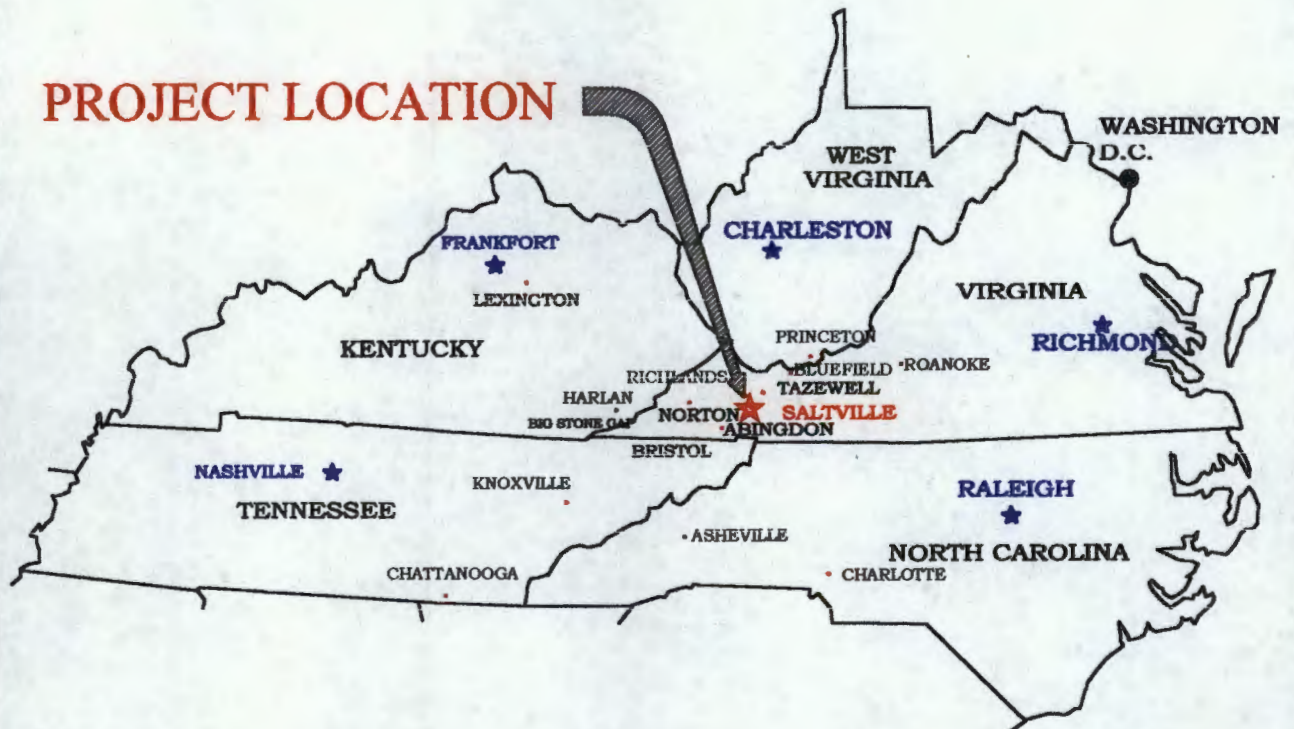 PROJECT LOCATION
WASHINGTON
D.C.
WEST
VIRGINIA
CHARLESTON
FRANKFORT
LEXINGTON
VIRGINIA
RICHMOND
KENTUCKY
PRINCETON
BLUEFIELD
ROANOKE
RICHLANDS
TAZEWELL
HARLAN
NORTON
SALTVILLE
BIG STONE GAP
ABINGDON
BRISTOL
NASHVILLE
KNOXVILLE
TENNESSEE
RALEIGH
ASHEVILLE
NORTH CAROLINA
CHATTANOOGA
CHARLOTTE